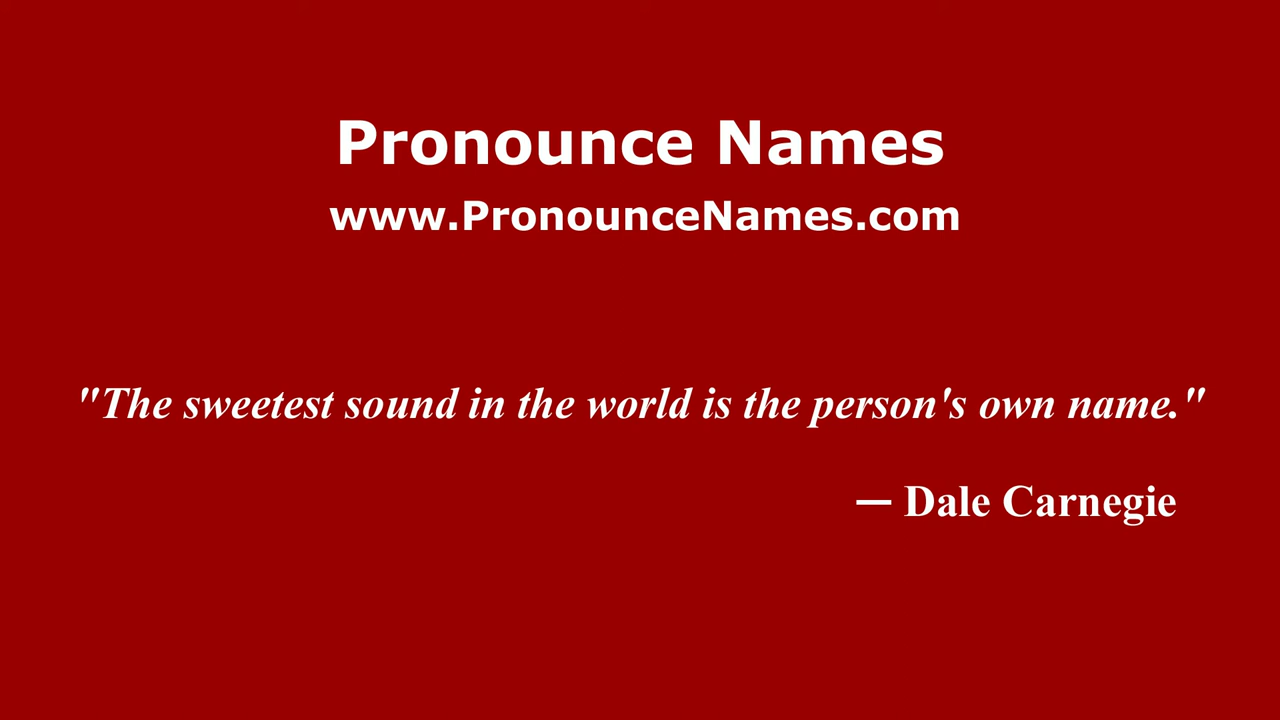 Pronounce Names
www.PronounceNames.com
"The sweetest sound in the world is the person's own name."
— Dale Carnegie